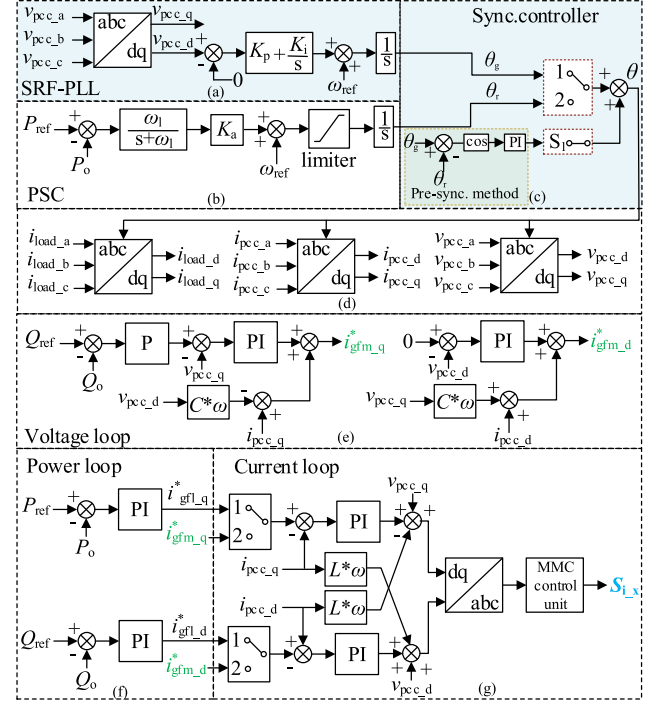 v_pcc_a
v_pcc_b
v_pcc_c
abc
dq
v_pcc_q
v_pcc_d
+
-
0
K_p + K_i/s
+
+
ω_ref
1/s
SRF-PLL
(a)
Sync.controller
θ_g
θ_r
1
2
+
+
θ
P_ref
+
-
P_o
ω_1/(s+ω_1)
K_a
+
+
ω_ref
limiter
1/s
PSC
(b)
θ_g
+
-
θ_r
cos
PI
S_1
Pre-sync. method
(c)
i_load_a
i_load_b
i_load_c
abc
dq
i_load_d
i_load_q
i_pcc_a
i_pcc_b
i_pcc_c
abc
dq
i_pcc_d
i_pcc_q
v_pcc_a
v_pcc_b
v_pcc_c
abc
dq
v_pcc_d
v_pcc_q
(d)
Q_ref
+
-
Q_o
P
+
-
v_pcc_q
PI
+
+
i*_gfm_q
v_pcc_d
C*ω
-
+
i_pcc_q
0
+
-
v_pcc_d
PI
+
+
i*_gfm_d
v_pcc_q
C*ω
+
+
i_pcc_d
Voltage loop
(e)
Power loop
Current loop
P_ref
+
-
P_o
PI
i*_gfl_q
i*_gfm_q
1
2
+
-
PI
v_pcc_q
+
-
+
-
i_pcc_q
L*ω
i_pcc_d
L*ω
dq
abc
MMC
control
unit
S_i_x
Q_ref
+
-
Q_o
PI
i*_gfl_d
i*_gfm_d
1
2
+
-
PI
+
+
+
v_pcc_d
(f)
(g)